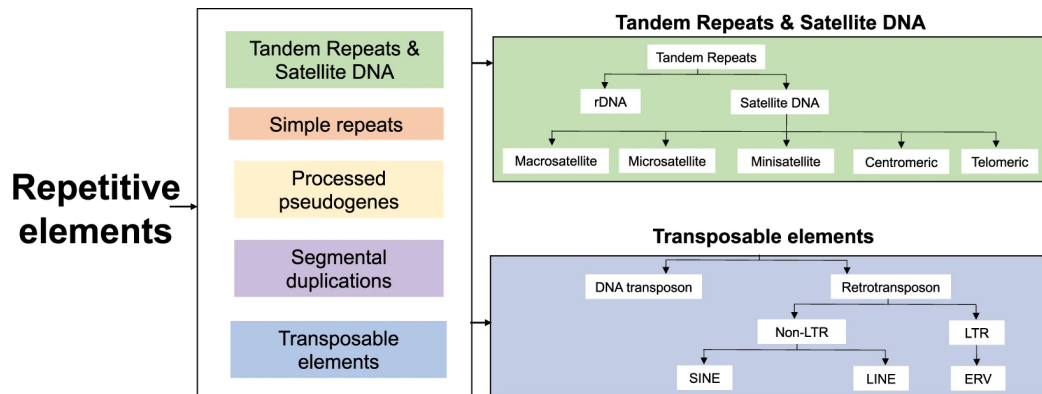 Repetitive
elements
Tandem Repeats &
Satellite DNA
Simple repeats
Processed
pseudogenes
Segmental
duplications
Transposable
elements
Tandem Repeats & Satellite DNA
Tandem Repeats
rDNA
Satellite DNA
Macrosatellite
Microsatellite
Minisatellite
Centromeric
Telomeric
Transposable elements
DNA transposon
Retrotransposon
Non-LTR
LTR
SINE
LINE
ERV